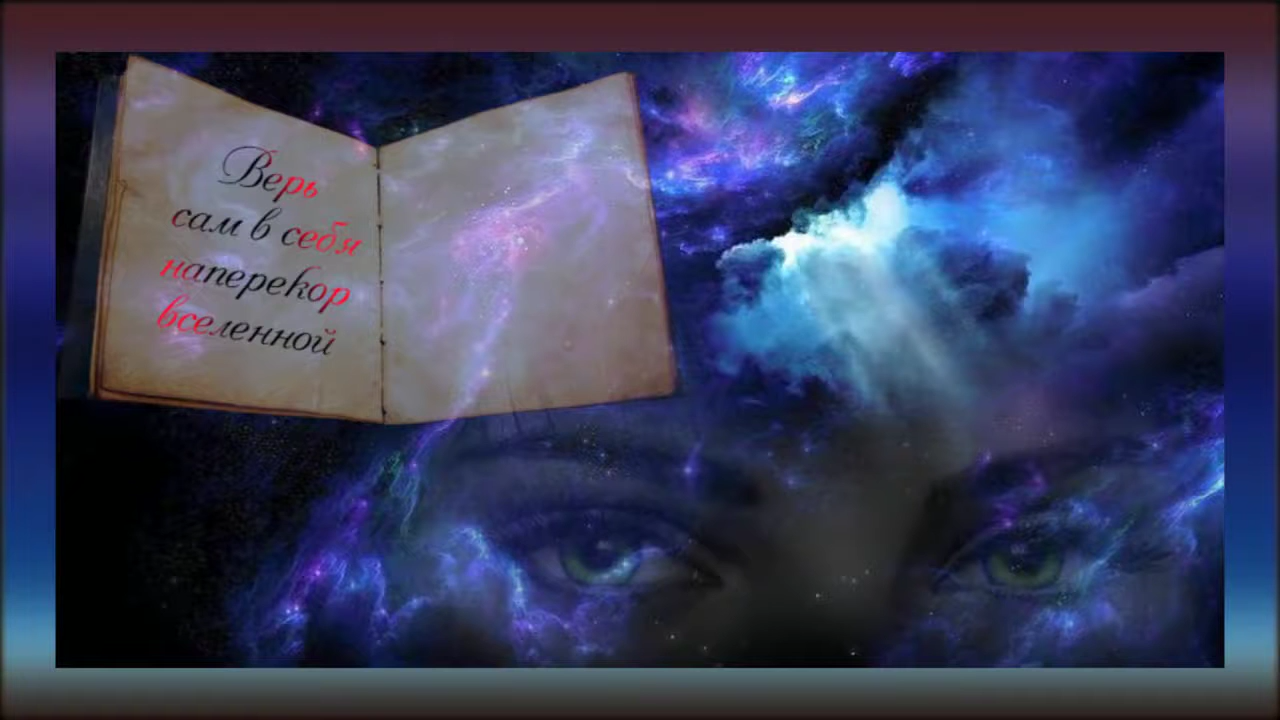 Верь
сам в себя
наперекор
вселенной